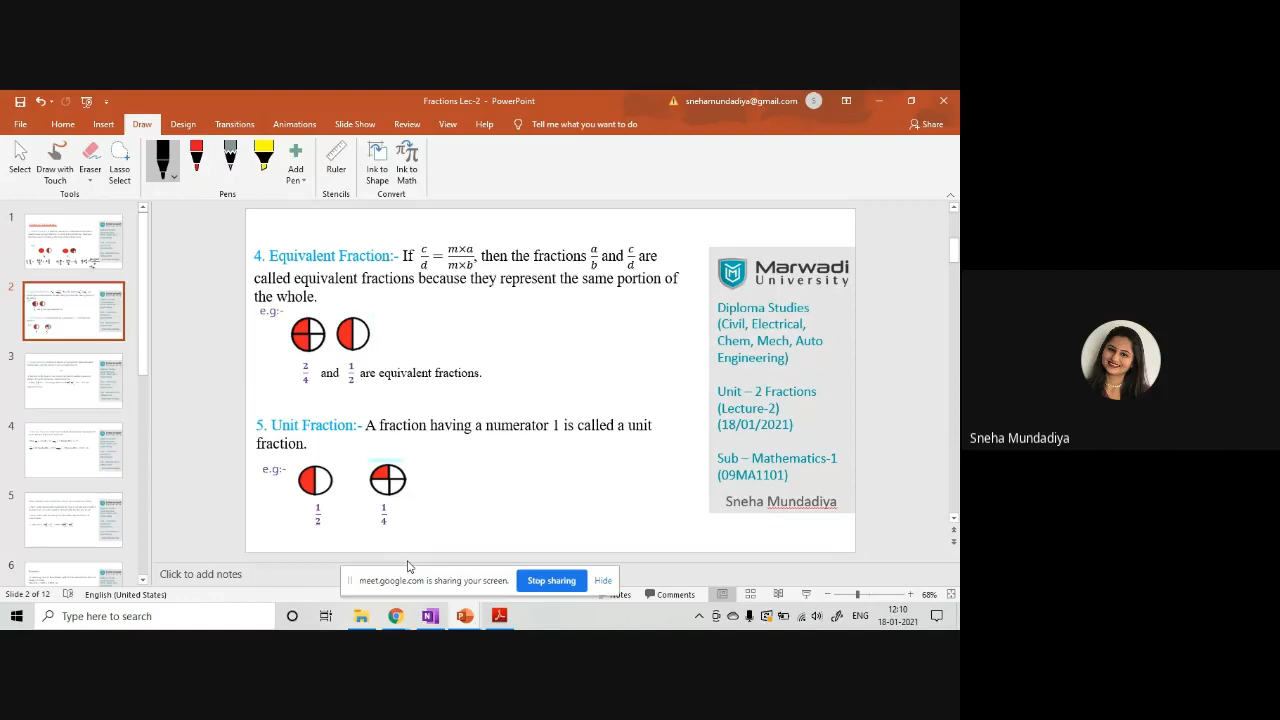 Fractions Lec-2 - PowerPoint
snehamundadiya@gmail.com
S
File
Home
Insert
Draw
Design
Transitions
Animations
Slide Show
Review
View
Help
Tell me what you want to do
Share
Select
Draw with
Touch
Eraser
Lasso
Select
Add
Pen
Ruler
Ink to
Shape
Ink to
Math
Tools
Pens
Stencils
Convert
1
2
3
4
5
6
4. Equivalent Fraction:- If c/d = m×a/m×b, then the fractions a/b and c/d are
called equivalent fractions because they represent the same portion of
the whole.
e.g:-
2/4 and 1/2 are equivalent fractions.
5. Unit Fraction:- A fraction having a numerator 1 is called a unit
fraction.
e.g:-
1/2
Marwadi
University
Diploma Studies
(Civil, Electrical,
Chem, Mech, Auto
Engineering)
Unit – 2 Fractions
(Lecture-2)
(18/01/2021)
Sub – Mathematics-1
(09MA1101)
Sneha Mundniya
Sneha Mundadiya
Click to add notes
meet.google.com is sharing your screen.
Stop sharing
Hide
Slide 2 of 12
English (United States)
Comments
68%
Type here to search
ENG
12:10
18-01-2021